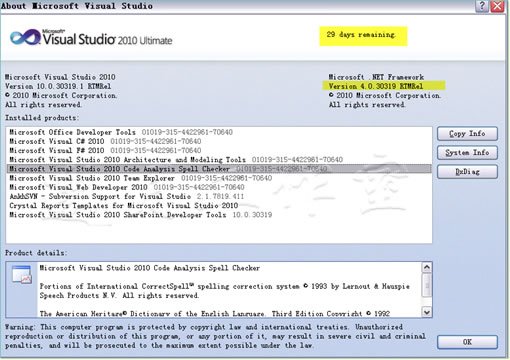 About Microsoft Visual Studio
Microsoft®
Visual Studio 2010 Ultimate
29 days remaining.
Microsoft Visual Studio 2010
Version 10.0.30319.1 RTMRel
© 2010 Microsoft Corporation.
All rights reserved.
Microsoft .NET Framework
Version 4.0.30319 RTMRel
© 2010 Microsoft Corporation.
All rights reserved.
Installed products:
Microsoft Office Developer Tools 01019-315-4422961-70640
Microsoft Visual C# 2010 01019-315-4422961-70640
Microsoft Visual F# 2010 01019-315-4422961-70640
Microsoft Visual Studio 2010 Architecture and Modeling Tools 01019-315-4422961-70640
Microsoft Visual Studio 2010 Code Analysis Spell Checker 01019-315-4422961-70640
Microsoft Visual Studio 2010 Team Explorer 01019-315-4422961-70640
Microsoft Visual Web Developer 2010 01019-315-4422961-70640
AnkhSVN - Subversion Support for Visual Studio 2.1.7819.411
Crystal Reports Templates for Microsoft Visual Studio 2010
Microsoft Visual Studio 2010 SharePoint Developer Tools 10.0.30319
Copy Info
System Info
DxDiag
Product details:
Microsoft Visual Studio 2010 Code Analysis Spell Checker
Portions of International CorrectSpell™ spelling correction system © 1993 by Lernout & Hauspie
Speech Products N.V. All rights reserved.
The American Heritage® Dictionary of the English Language, Third Edition Copyright © 1992
Warning: This computer program is protected by copyright law and international treaties. Unauthorized
reproduction or distribution of this program, or any portion of it, may result in severe civil and criminal
penalties, and will be prosecuted to the maximum extent possible under the law.
OK